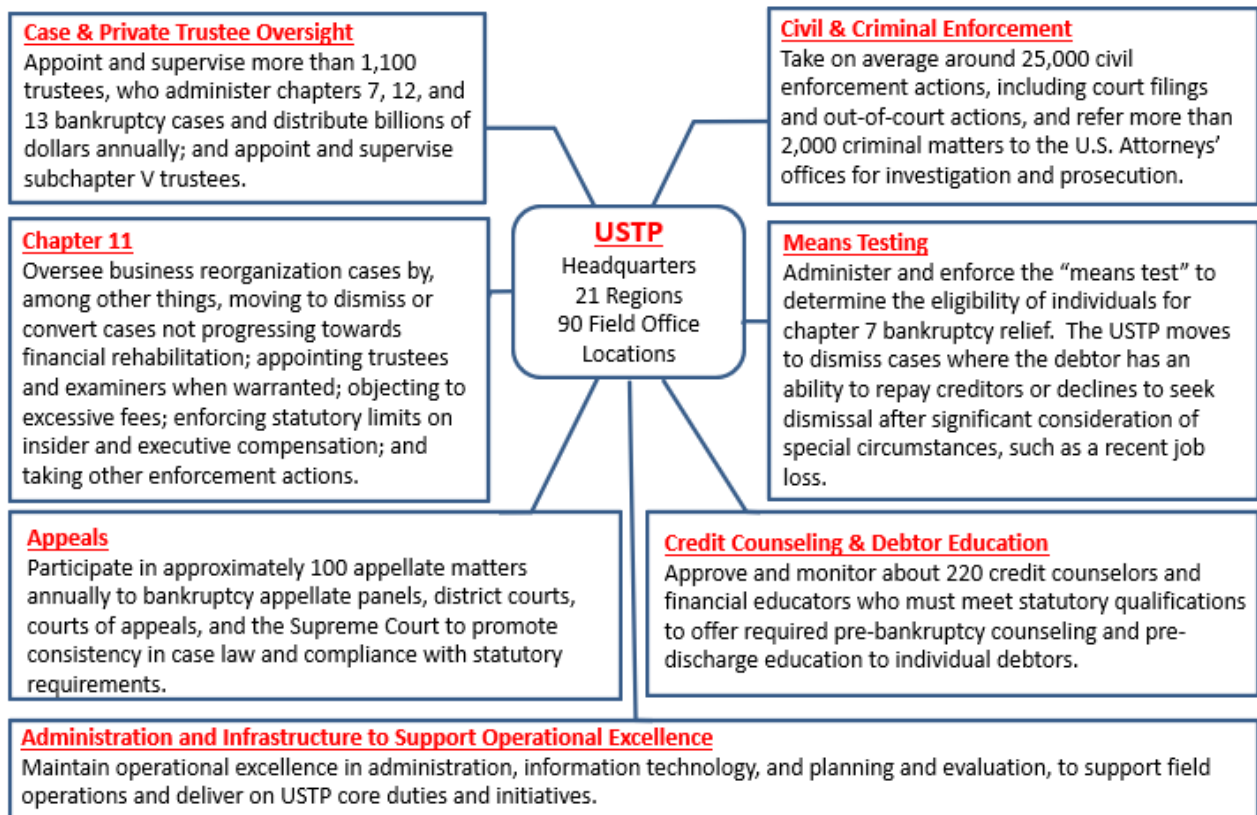 Case & Private Trustee Oversight
Appoint and supervise more than 1,100
trustees, who administer chapters 7, 12, and
13 bankruptcy cases and distribute billions of
dollars annually; and appoint and supervise
subchapter V trustees.
Civil & Criminal Enforcement
Take on average around 25,000 civil
enforcement actions, including court filings
and out-of-court actions, and refer more than
2,000 criminal matters to the U.S. Attorneys’
offices for investigation and prosecution.
Chapter 11
Oversee business reorganization cases by,
among other things, moving to dismiss or
convert cases not progressing towards
financial rehabilitation; appointing trustees
and examiners when warranted; objecting to
excessive fees; enforcing statutory limits on
insider and executive compensation; and
taking other enforcement actions.
USTP
Headquarters
21 Regions
90 Field Office
Locations
Means Testing
Administer and enforce the “means test” to
determine the eligibility of individuals for
chapter 7 bankruptcy relief.  The USTP moves
to dismiss cases where the debtor has an
ability to repay creditors or declines to seek
dismissal after significant consideration of
special circumstances, such as a recent job
loss.
Appeals
Participate in approximately 100 appellate matters
annually to bankruptcy appellate panels, district courts,
courts of appeals, and the Supreme Court to promote
consistency in case law and compliance with statutory
requirements.
Credit Counseling & Debtor Education
Approve and monitor about 220 credit counselors and
financial educators who must meet statutory qualifications
to offer required pre-bankruptcy counseling and pre-
discharge education to individual debtors.
Administration and Infrastructure to Support Operational Excellence
Maintain operational excellence in administration, information technology, and planning and evaluation, to support field
operations and deliver on USTP core duties and initiatives.